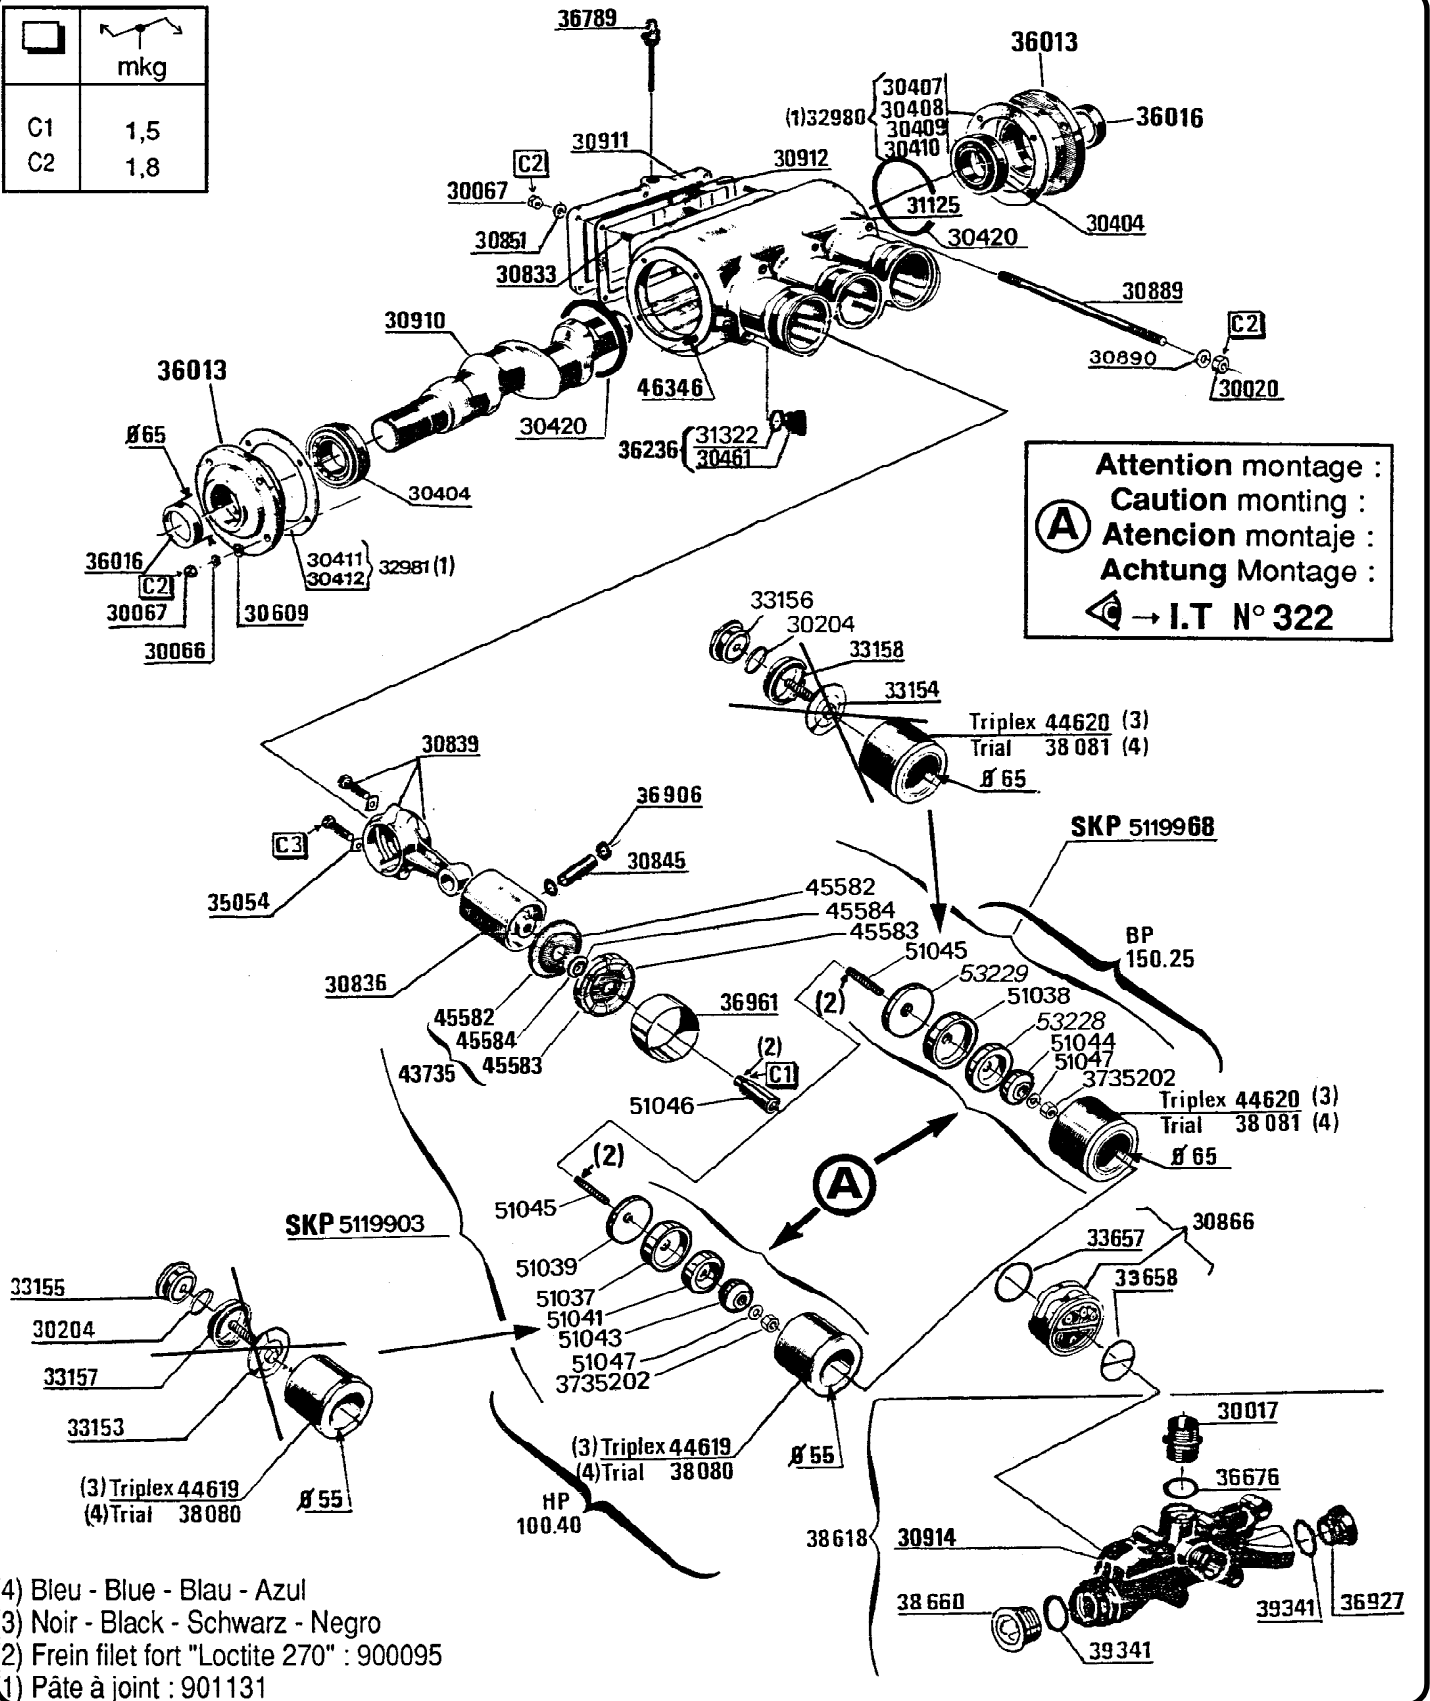 mkg
C1 1,5
C2 1,8
36789
36013
30407
(1)32980 30408
30409
30410
36016
30911
30912
C2
30067
30851
30833
31125
30420
30404
30889
C2
30890
30020
30910
36013
Ø65
46346
30420
36236 31322
30461
30404
36016
C2
30411
30412 32981 (1)
30067
30609
30066
Attention montage :
Caution monting :
A Atencion montaje :
Achtung Montage :
→ I.T N° 322
33156
30204
33158
33154
Triplex 44620 (3)
Trial 38 081 (4)
Ø 65
30839
36906
C3
30845
35054
30836
SKP 5119968
45582
45584
45583
51045
53229
51038
53228
51044
51047
3735202
(2)
BP
150.25
Triplex 44620 (3)
Trial 38 081 (4)
Ø 65
36961
45582
45584
43735 45583
(2)
C1
51046
A
(2)
51045
SKP 5119903
51039
51037
51041
51043
51047
3735202
30866
33657
33658
33155
30204
33157
33153
(3) Triplex 44619
(4) Trial 38080
Ø 55
(3) Triplex 44619
(4) Trial 38080
Ø 55
HP
100.40
30017
36676
38618
30914
38660
39341
39341
36927
4) Bleu - Blue - Blau - Azul
3) Noir - Black - Schwarz - Negro
2) Frein filet fort "Loctite 270" : 900095
1) Pâte à joint : 901131